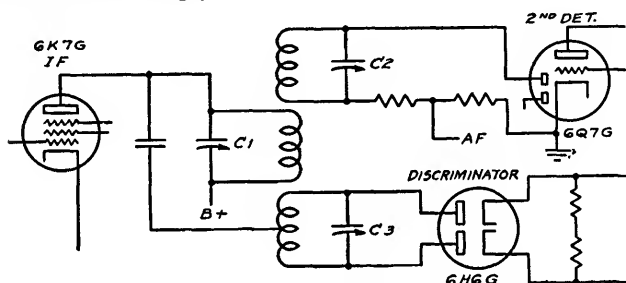 6K7G
IF
C1
B+
C2
AF
2ND DET.
6Q7G
DISCRIMINATOR
C3
6H6G